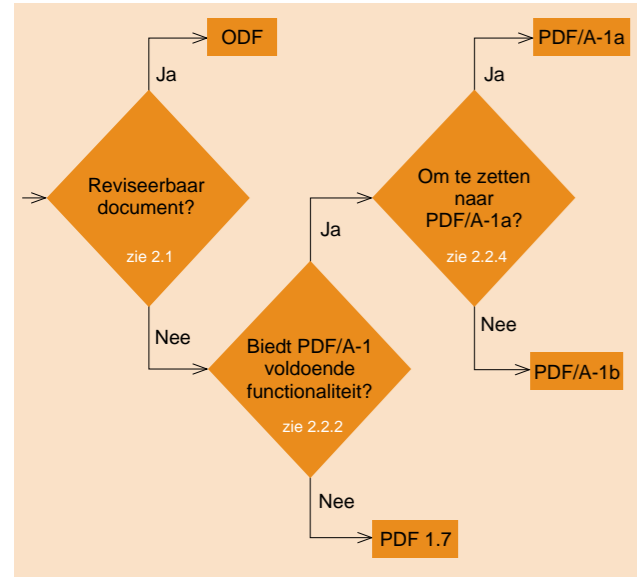 ODF
Ja
Reviseerbaar
document?
zie 2.1
Nee
Biedt PDF/A-1
voldoende
functionaliteit?
zie 2.2.2
Ja
Nee
PDF 1.7
PDF/A-1a
Ja
Om te zetten
naar
PDF/A-1a?
zie 2.2.4
Nee
PDF/A-1b